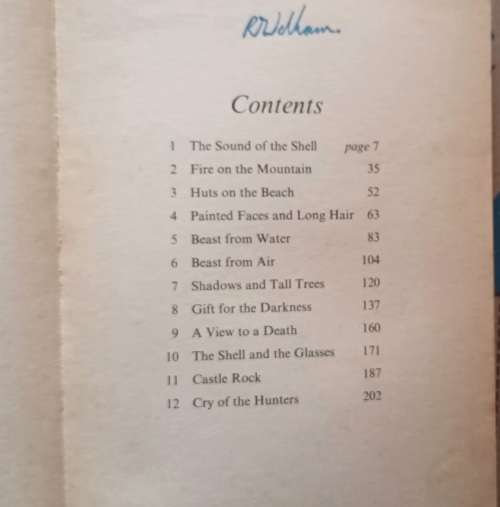 Contents
1 The Sound of the Shell page 7
2 Fire on the Mountain 35
3 Huts on the Beach 52
4 Painted Faces and Long Hair 63
5 Beast from Water 83
6 Beast from Air 104
7 Shadows and Tall Trees 120
8 Gift for the Darkness 137
9 A View to a Death 160
10 The Shell and the Glasses 171
11 Castle Rock 187
12 Cry of the Hunters 202